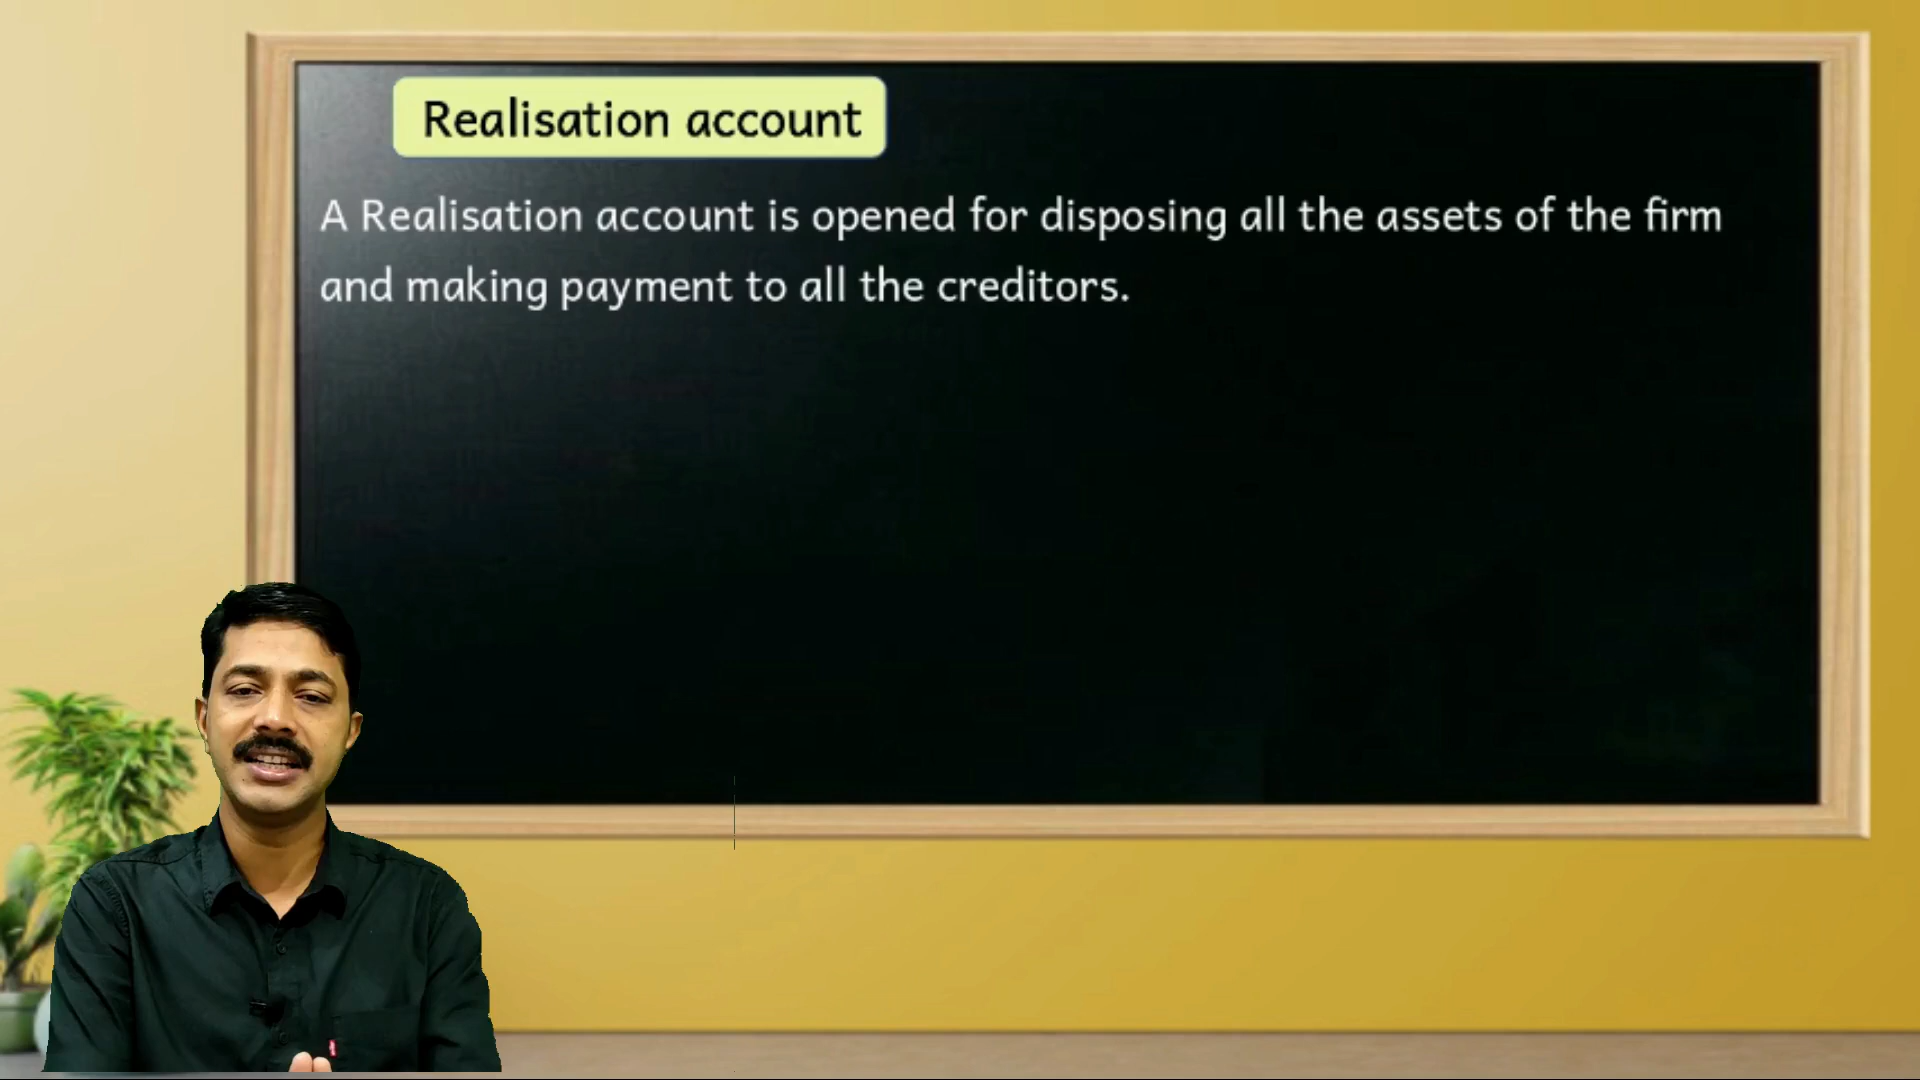 Realisation account
A Realisation account is opened for disposing all the assets of the firm
and making payment to all the creditors.